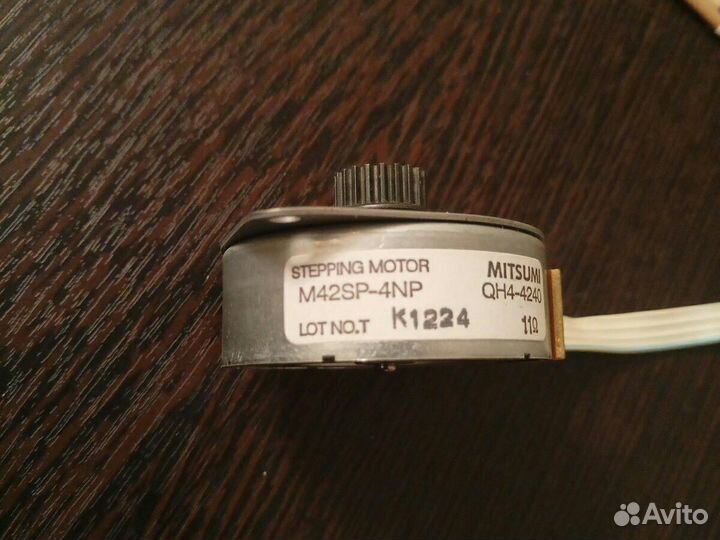 STEPPING MOTOR MITSUMI
M42SP-4NP QH4-4240
LOT NO.T K1224 11Ω
Avito